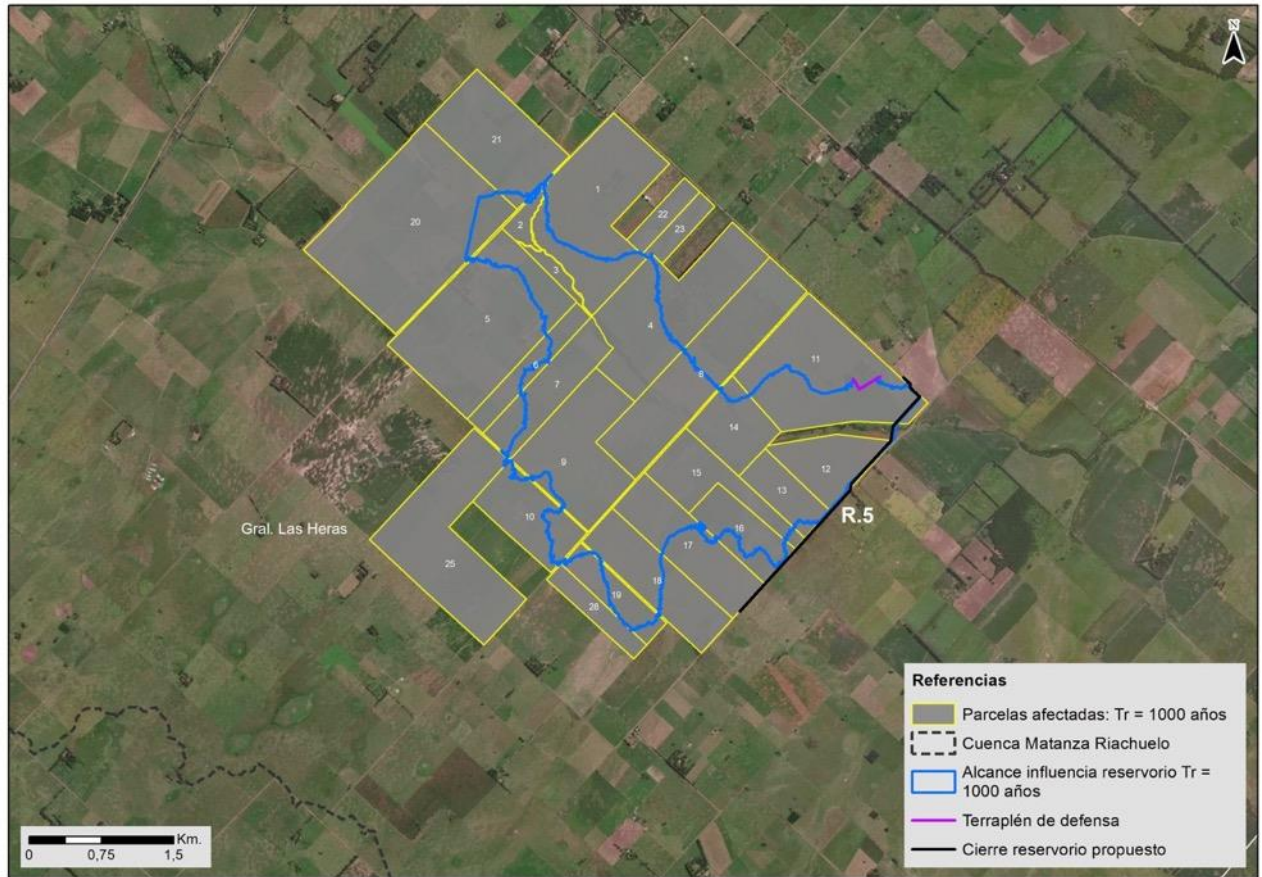 N
21
1
20
22
23
2
3
5
4
11
6
8
7
14
9
15
12
13
R.5
10
16
17
Gral. Las Heras
25
18
19
28
Referencias
Parcelas afectadas: Tr = 1000 años
Cuenca Matanza Riachuelo
Alcance influencia reservorio Tr =
1000 años
Terraplén de defensa
Cierre reservorio propuesto
Km.
0 0,75 1,5